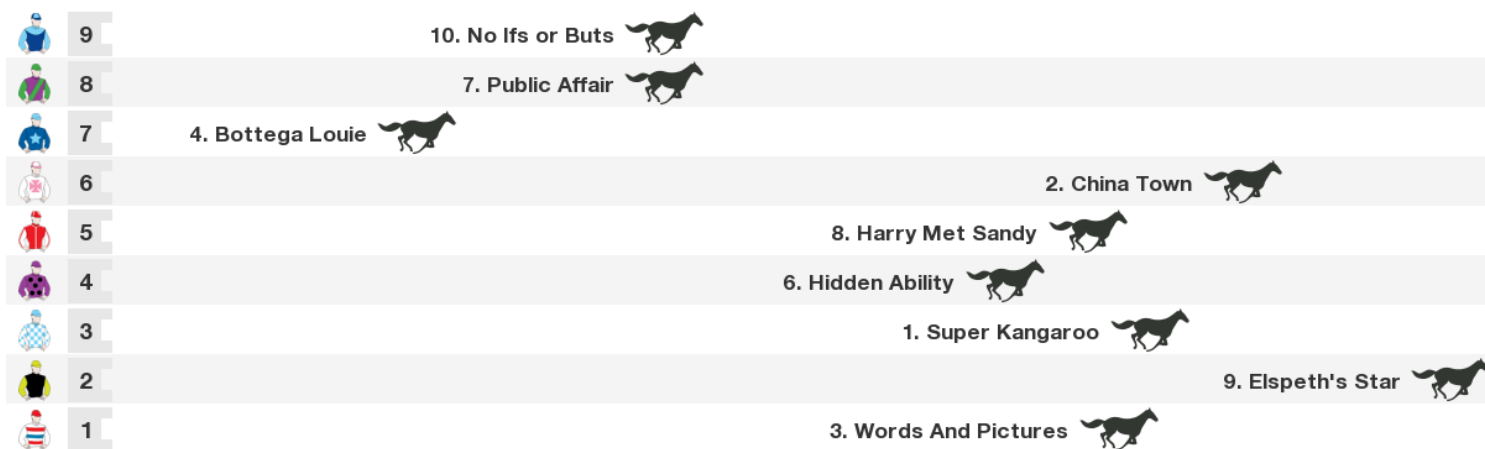 9 10. No Ifs or Buts
8 7. Public Affair
7 4. Bottega Louie
6 2. China Town
5 8. Harry Met Sandy
4 6. Hidden Ability
3 1. Super Kangaroo
2 9. Elspeth's Star
1 3. Words And Pictures